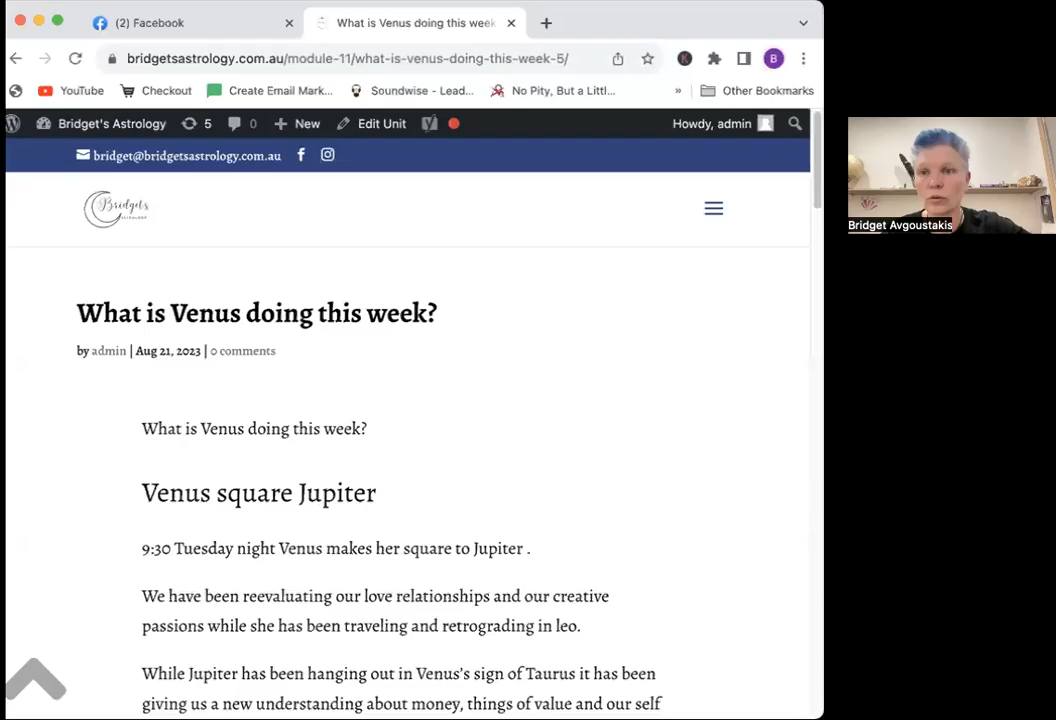 (2) Facebook
What is Venus doing this week
bridgetsastrology.com.au/module-11/what-is-venus-doing-this-week-5/
B
YouTube
Checkout
Create Email Mark...
Soundwise - Lead...
No Pity, But a Littl...
»
Other Bookmarks
Bridget's Astrology
5
0
New
Edit Unit
Howdy, admin
bridget@bridgetsastrology.com.au
Bridgets
ASTROLOGY
What is Venus doing this week?
by admin | Aug 21, 2023 | 0 comments
What is Venus doing this week?
Venus square Jupiter
9:30 Tuesday night Venus makes her square to Jupiter .
We have been reevaluating our love relationships and our creative
passions while she has been traveling and retrograding in leo.
While Jupiter has been hanging out in Venus's sign of Taurus it has been
giving us a new understanding about money, things of value and our self
Bridget Avgoustakis